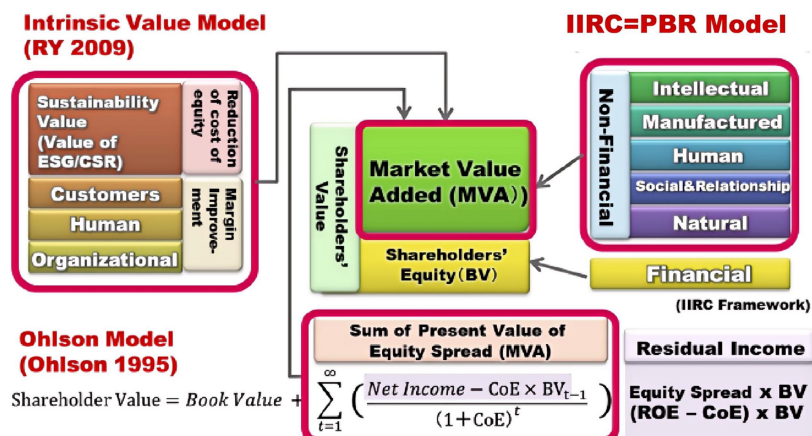 Intrinsic Value Model
(RY 2009)
IIRC=PBR Model
Sustainability
Value
(Value of
ESG/CSR)
Reduction
of cost of
equity
Customers
Human
Organizational
Margin
Improve-
ment
Shareholders'
Value
Market Value
Added (MVA))
Shareholders'
Equity(BV)
Non-Financial
Intellectual
Manufactured
Human
Social&Relationship
Natural
Financial
(IIRC Framework)
Ohlson Model
(Ohlson 1995)
Sum of Present Value of
Equity Spread (MVA)
Shareholder Value = Book Value + ∑_{t=1}^{∞} ( (Net Income − CoE × BV_{t−1}) / (1+CoE)^t )
Residual Income
Equity Spread x BV
(ROE – CoE) x BV